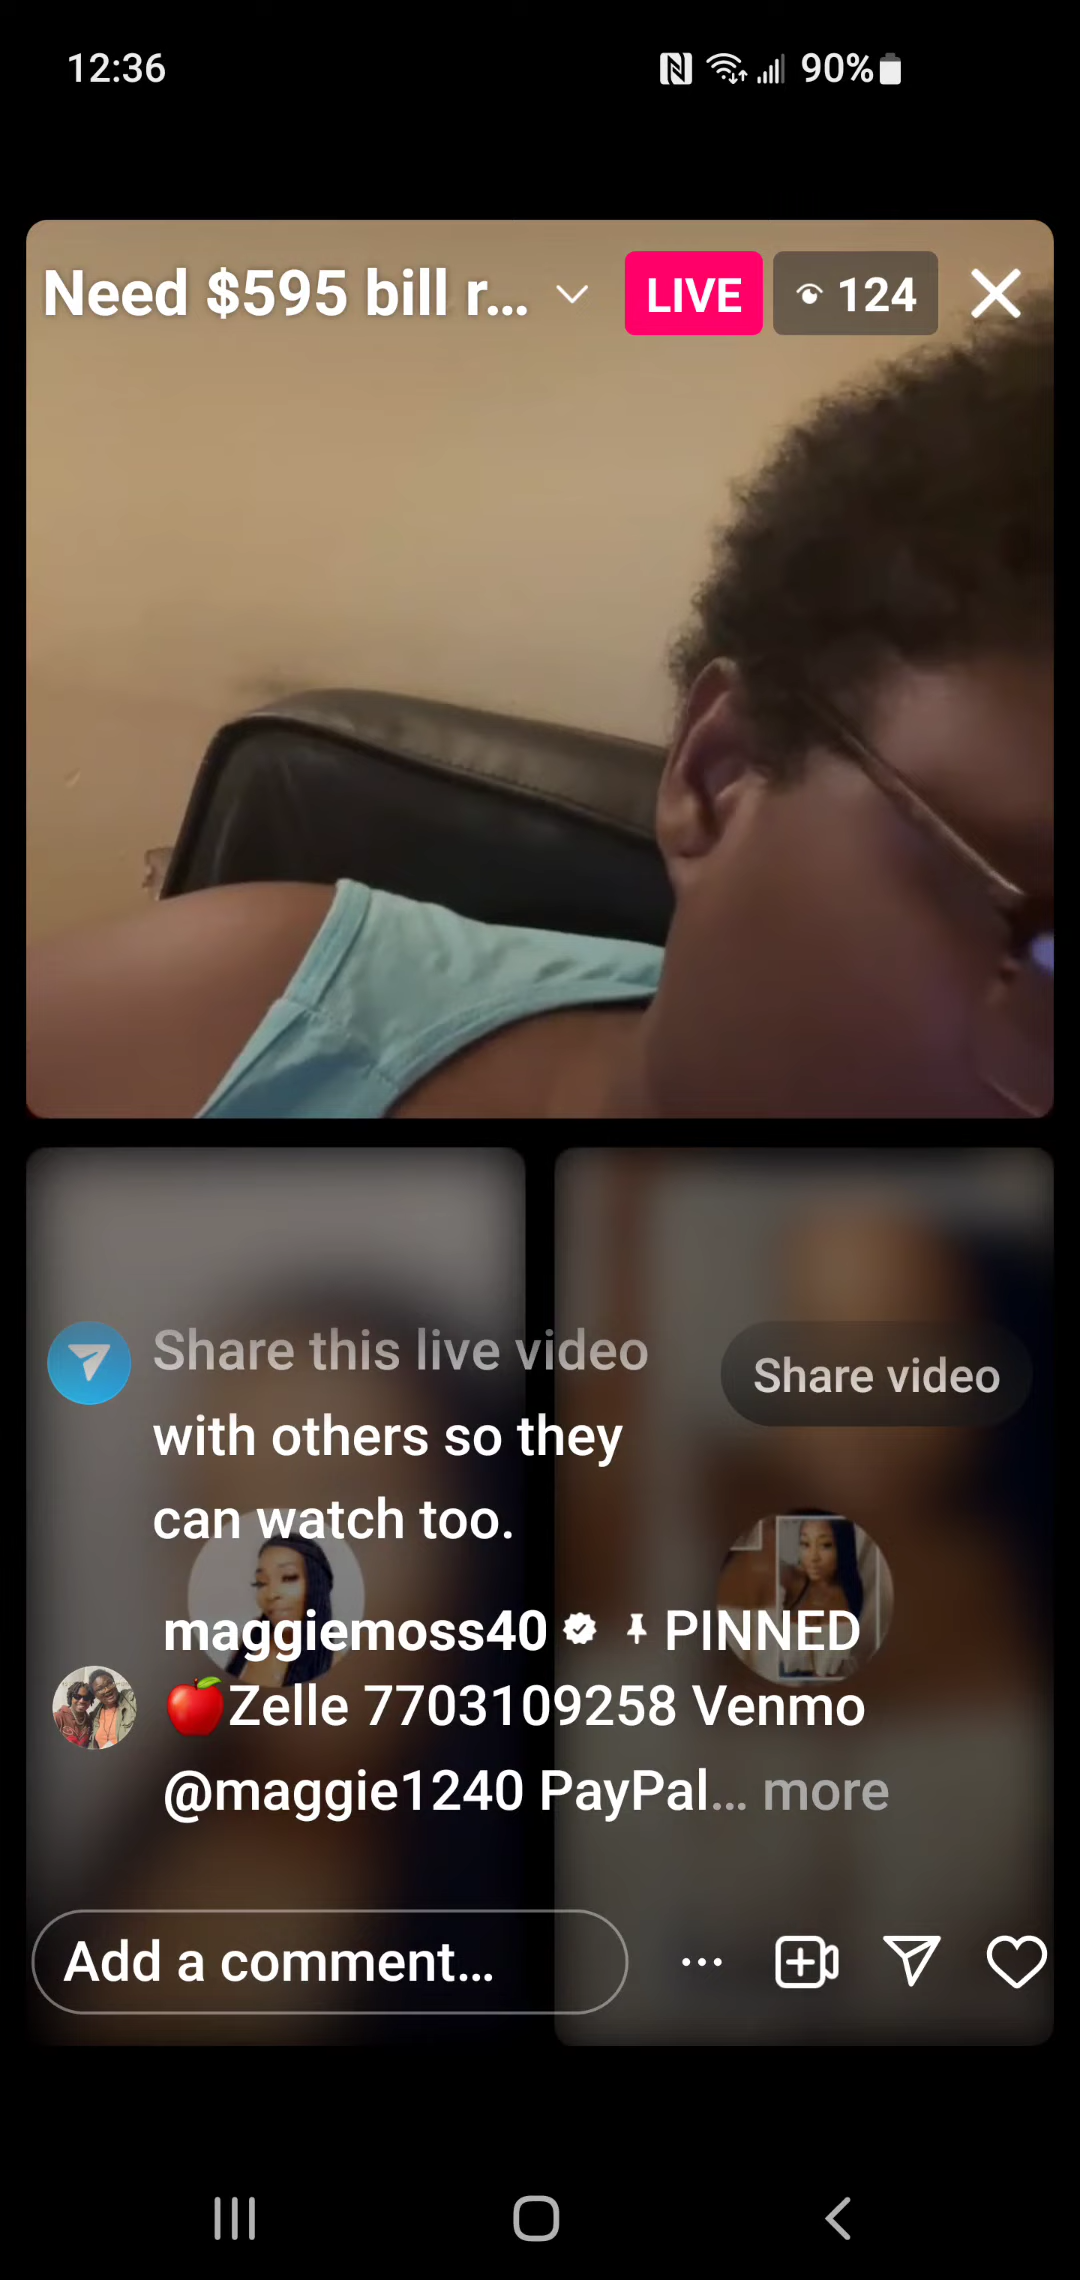 12:36
90%
Need $595 bill r...
LIVE
124
Share this live video
with others so they
can watch too.
Share video
maggiemoss40 PINNED
🍎Zelle 7703109258 Venmo
@maggie1240 PayPal... more
Add a comment...